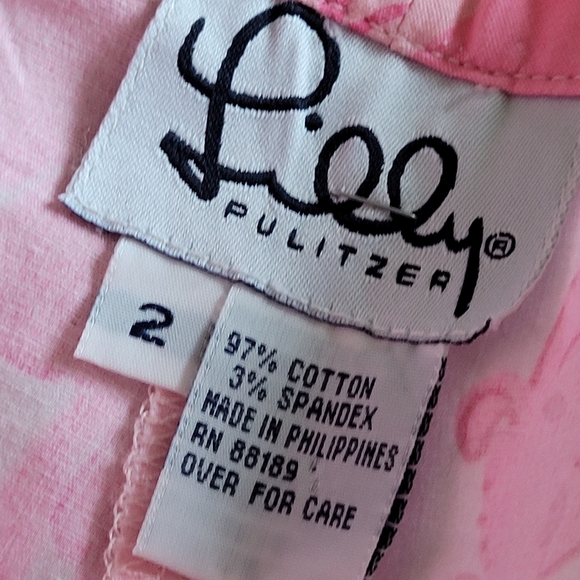 Lilly
PULITZER®
2
97% COTTON
3% SPANDEX
MADE IN PHILIPPINES
RN 88189
OVER FOR CARE